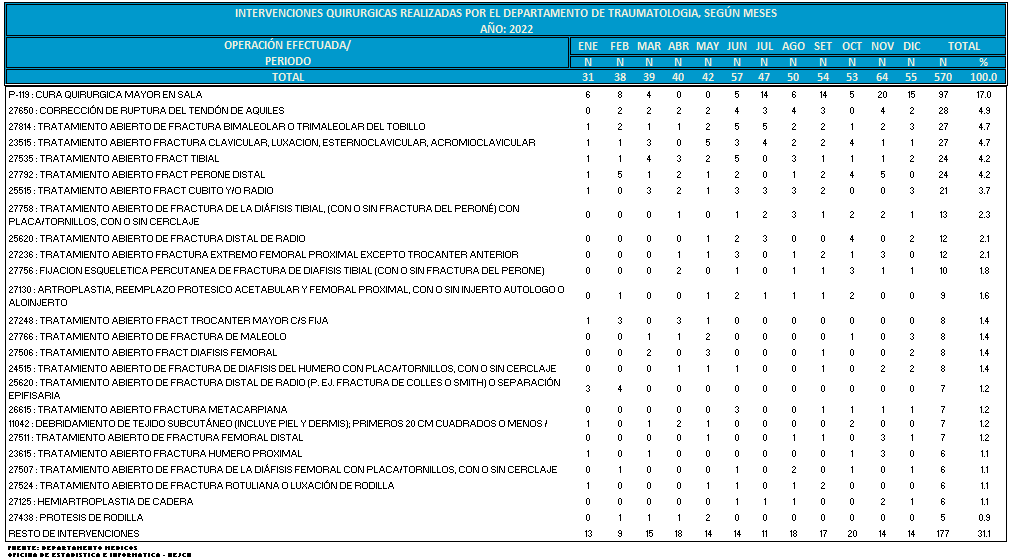 INTERVENCIONES QUIRURGICAS REALIZADAS POR EL DEPARTAMENTO DE TRAUMATOLOGIA, SEGÚN MESES
AÑO: 2022
OPERACIÓN EFECTUADA/ ENE FEB MAR ABR MAY JUN JUL AGO SET OCT NOV DIC TOTAL
PERIODO N N N N N N N N N N N N N %
TOTAL 31 38 39 40 42 57 47 50 54 53 64 55 570 100.0
P-119 : CURA QUIRURGICA MAYOR EN SALA 6 8 4 0 0 5 14 6 14 5 20 15 97 17.0
27650 : CORRECCIÓN DE RUPTURA DEL TENDÓN DE AQUILES 0 2 2 2 2 4 3 4 3 0 4 2 28 4.9
27814 : TRATAMIENTO ABIERTO DE FRACTURA BIMALEOLAR O TRIMALEOLAR DEL TOBILLO 1 2 1 1 2 5 5 2 2 1 2 3 27 4.7
23515 : TRATAMIENTO ABIERTO FRACTURA CLAVICULAR, LUXACION, ESTERNOCLAVICULAR, ACROMIOCLAVICULAR 1 1 3 0 5 3 4 2 2 4 1 1 27 4.7
27535 : TRATAMIENTO ABIERTO FRACT TIBIAL 1 1 4 3 2 5 0 3 1 1 1 2 24 4.2
27792 : TRATAMIENTO ABIERTO FRACT PERONE DISTAL 1 5 1 2 1 2 0 1 2 4 5 0 24 4.2
25515 : TRATAMIENTO ABIERTO FRACT CUBITO Y/O RADIO 1 0 3 2 1 3 3 3 2 0 0 3 21 3.7
27758 : TRATAMIENTO ABIERTO DE FRACTURA DE LA DIÁFISIS TIBIAL, (CON O SIN FRACTURA DEL PERONÉ) CON
PLACA/TORNILLOS, CON O SIN CERCLAJE 0 0 0 1 0 1 2 3 1 2 2 1 13 2.3
25620 : TRATAMIENTO ABIERTO DE FRACTURA DISTAL DE RADIO 0 0 0 0 1 2 3 0 0 4 0 2 12 2.1
27236 : TRATAMIENTO ABIERTO FRACTURA EXTREMO FEMORAL PROXIMAL EXCEPTO TROCANTER ANTERIOR 0 0 0 1 1 3 0 1 2 1 3 0 12 2.1
27756 : FIJACION ESQUELETICA PERCUTANEA DE FRACTURA DE DIAFISIS TIBIAL (CON O SIN FRACTURA DEL PERONE) 0 0 0 2 0 1 0 1 1 3 1 1 10 1.8
27130 : ARTROPLASTIA, REEMPLAZO PROTESICO ACETABULAR Y FEMORAL PROXIMAL, CON O SIN INJERTO AUTOLOGO O
ALOINJERTO 0 1 0 0 1 2 1 1 1 2 0 0 9 1.6
27248 : TRATAMIENTO ABIERTO FRACT TROCANTER MAYOR C/S FIJA 1 3 0 3 1 0 0 0 0 0 0 0 8 1.4
27766 : TRATAMIENTO ABIERTO DE FRACTURA DE MALEOLO 0 0 1 1 2 0 0 0 0 1 0 3 8 1.4
27506 : TRATAMIENTO ABIERTO FRACT DIAFISIS FEMORAL 0 0 2 0 3 0 0 0 1 0 0 2 8 1.4
24515 : TRATAMIENTO ABIERTO DE FRACTURA DE DIAFISIS DEL HUMERO CON PLACA/TORNILLOS, CON O SIN CERCLAJE 0 0 0 1 1 1 0 0 1 0 2 2 8 1.4
25620 : TRATAMIENTO ABIERTO DE FRACTURA DISTAL DE RADIO (P. EJ. FRACTURA DE COLLES O SMITH) O SEPARACIÓN
EPIFISARIA 3 4 0 0 0 0 0 0 0 0 0 0 7 1.2
26615 : TRATAMIENTO ABIERTO FRACTURA METACARPIANA 0 0 0 0 0 3 0 0 1 1 1 1 7 1.2
11042 : DEBRIDAMIENTO DE TEJIDO SUBCUTÁNEO (INCLUYE PIEL Y DERMIS); PRIMEROS 20 CM CUADRADOS O MENOS / 1 0 1 2 1 0 0 0 0 2 0 0 7 1.2
27511 : TRATAMIENTO ABIERTO DE FRACTURA FEMORAL DISTAL 0 0 0 0 1 0 0 1 1 0 3 1 7 1.2
23615 : TRATAMIENTO ABIERTO FRACTURA HUMERO PROXIMAL 1 0 1 0 0 0 0 0 0 1 3 0 6 1.1
27507 : TRATAMIENTO ABIERTO DE FRACTURA DE LA DIÁFISIS FEMORAL CON PLACA/TORNILLOS, CON O SIN CERCLAJE 0 1 0 0 0 1 0 2 0 1 0 1 6 1.1
27524 : TRATAMIENTO ABIERTO FRACTURA ROTULIANA O LUXACIÓN DE RODILLA 1 0 0 0 1 1 0 1 2 0 0 0 6 1.1
27125 : HEMIARTROPLASTIA DE CADERA 0 0 0 0 0 1 1 1 0 0 2 1 6 1.1
27438 : PROTESIS DE RODILLA 0 1 1 1 2 0 0 0 0 0 0 0 5 0.9
RESTO DE INTERVENCIONES 13 9 15 18 14 14 11 18 17 20 14 14 177 31.1
FUENTE: DEPARTAMENTO MEDICOS
OFICINA DE ESTADISTICA E INFORMATICA - HEJCU